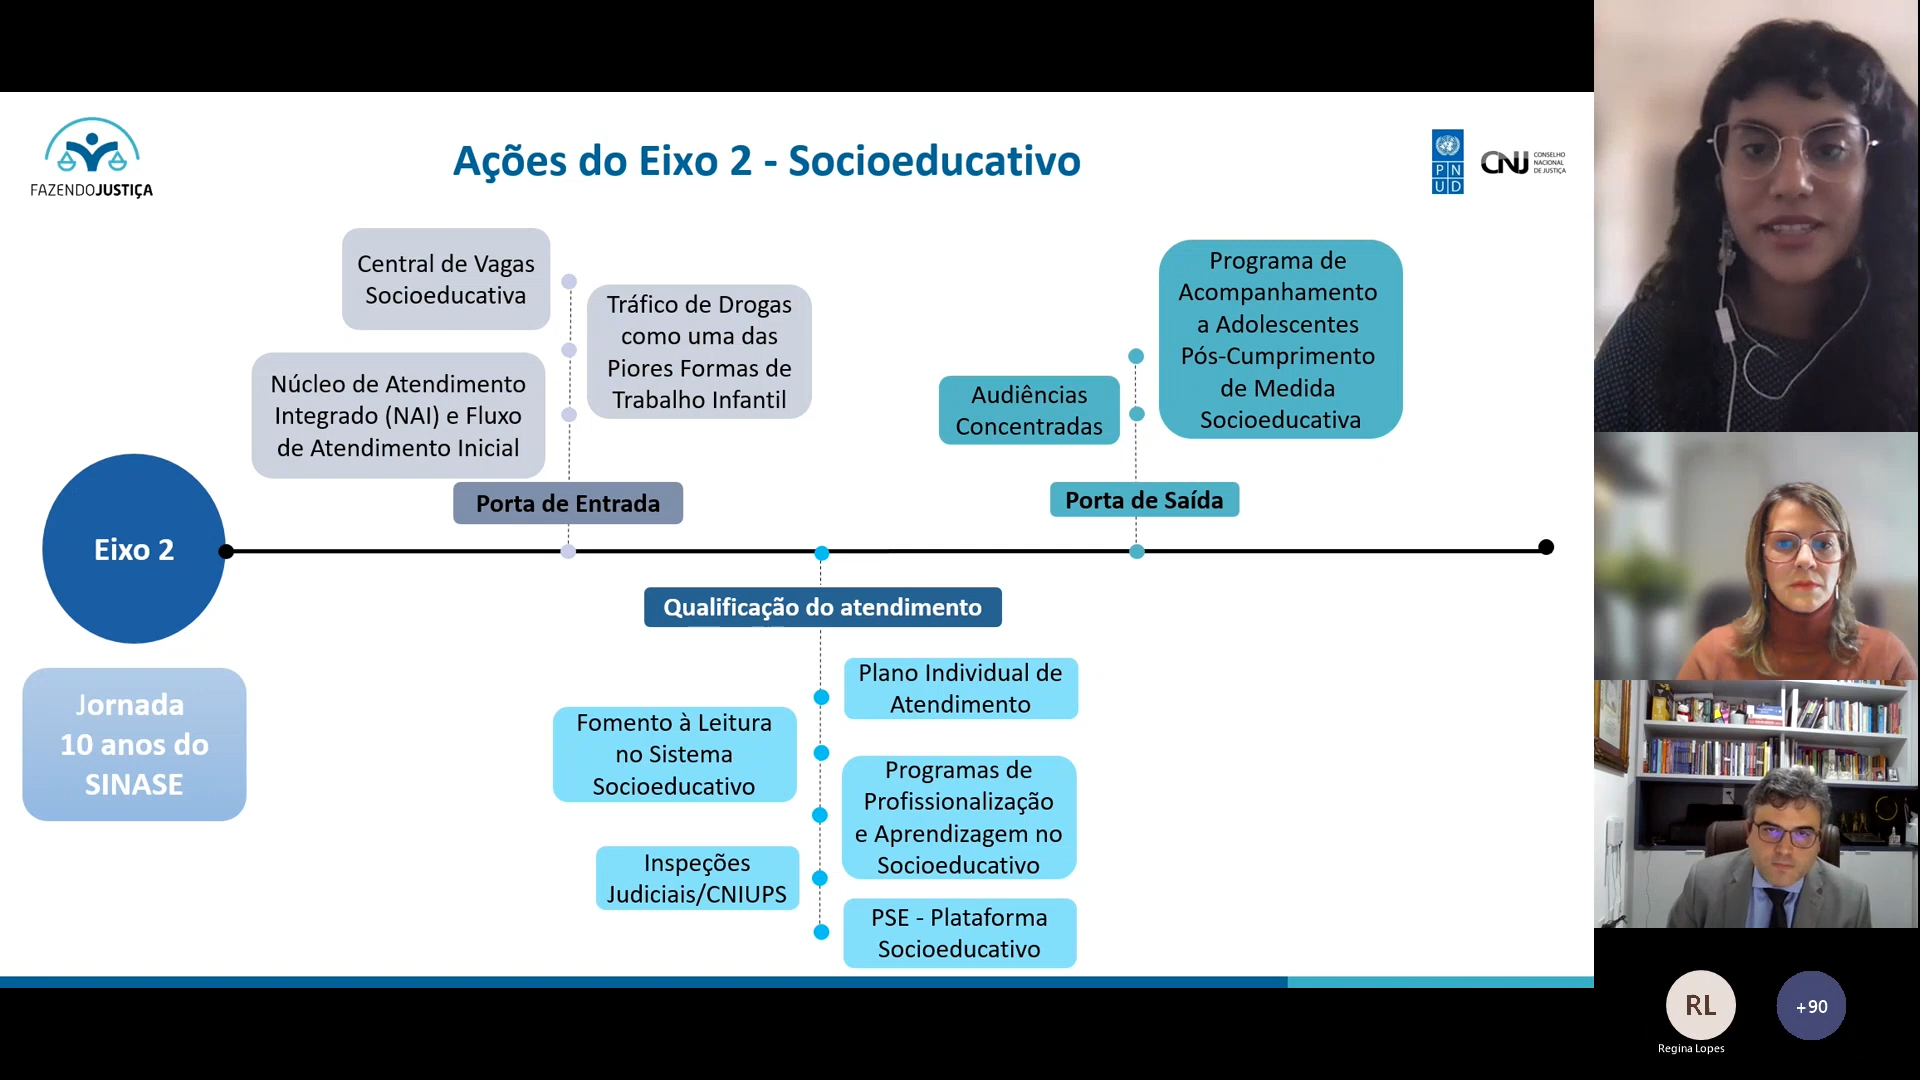 FAZENDOJUSTIÇA
Ações do Eixo 2 - Socioeducativo
PN
UD
CNJ
CONSELHO
NACIONAL
DE JUSTIÇA
Central de Vagas
Socioeducativa
Tráfico de Drogas
como uma das
Piores Formas de
Trabalho Infantil
Núcleo de Atendimento
Integrado (NAI) e Fluxo
de Atendimento Inicial
Porta de Entrada
Programa de
Acompanhamento
a Adolescentes
Pós-Cumprimento
de Medida
Socioeducativa
Audiências
Concentradas
Porta de Saída
Eixo 2
Qualificação do atendimento
Jornada
10 anos do
SINASE
Plano Individual de
Atendimento
Fomento à Leitura
no Sistema
Socioeducativo
Programas de
Profissionalização
e Aprendizagem no
Socioeducativo
Inspeções
Judiciais/CNIUPS
PSE - Plataforma
Socioeducativo
RL
Regina Lopes
+90